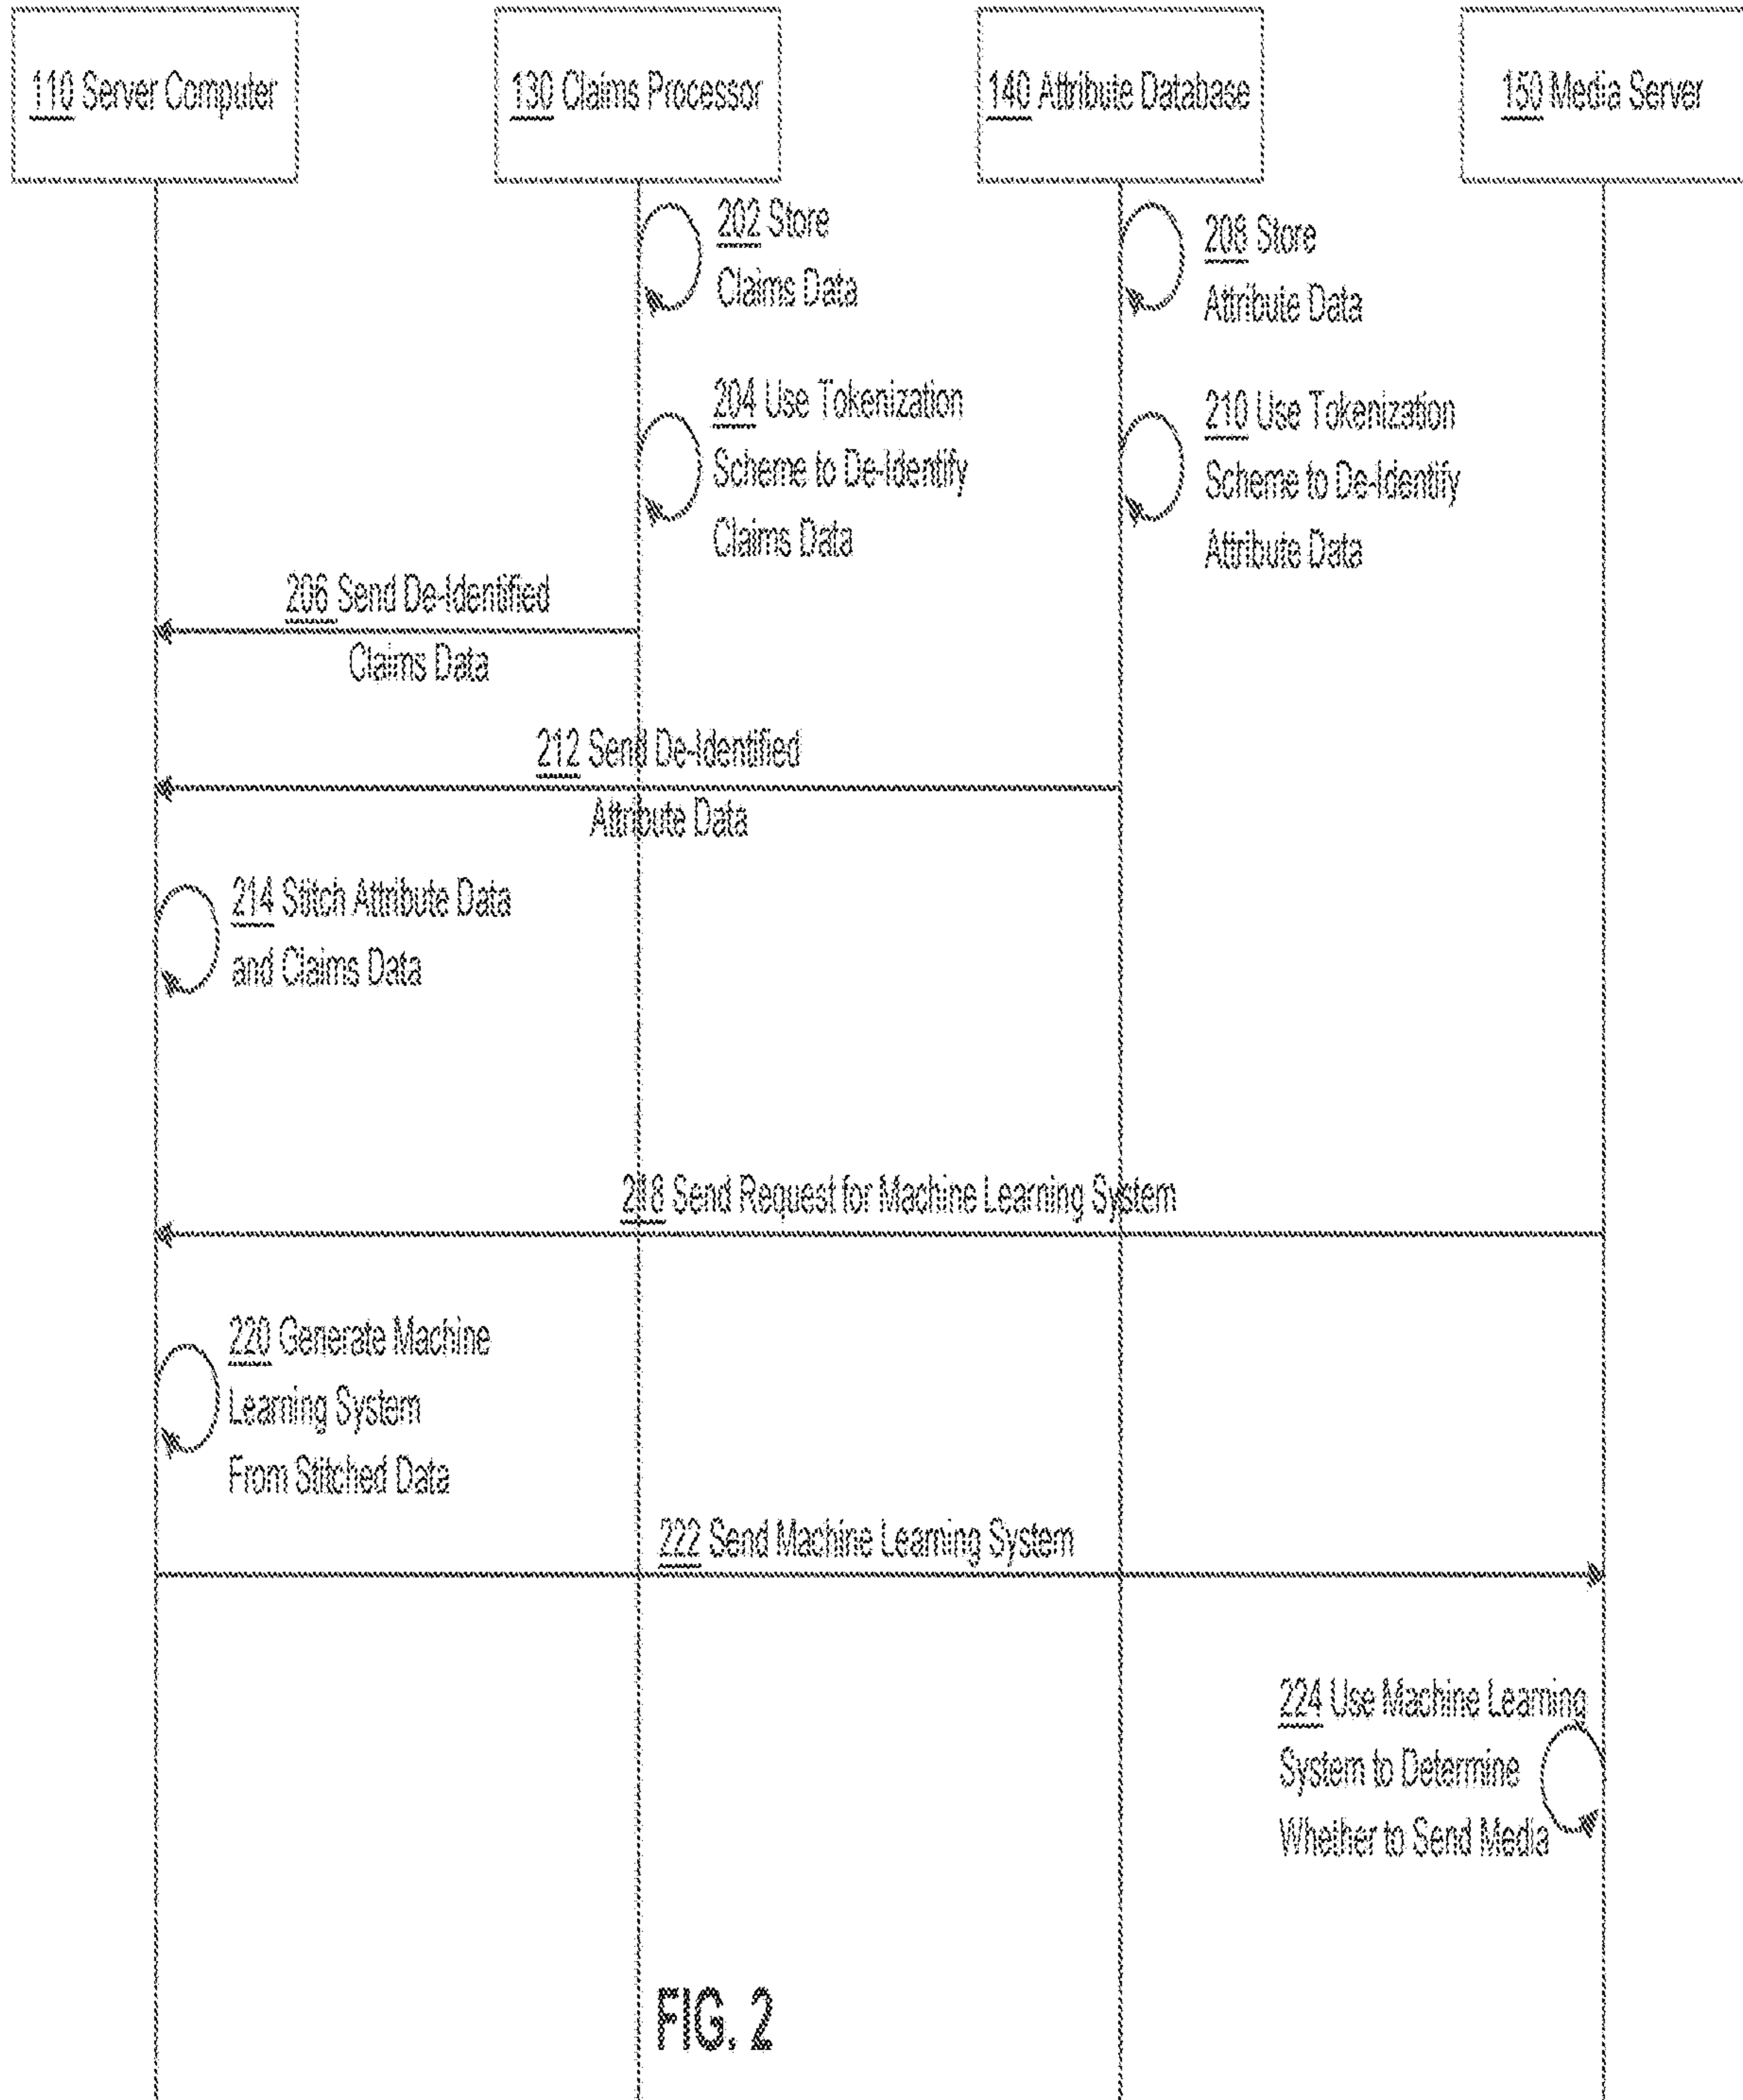 110 Server Computer
130 Claims Processor
140 Attribute Database
150 Media Server
202 Store
Claims Data
208 Store
Attribute Data
204 Use Tokenization
Scheme to De-Identify
Claims Data
210 Use Tokenization
Scheme to De-Identify
Attribute Data
206 Send De-Identified
Claims Data
212 Send De-Identified
Attribute Data
214 Stitch Attribute Data
and Claims Data
218 Send Request for Machine Learning System
220 Generate Machine
Learning System
From Stitched Data
222 Send Machine Learning System
224 Use Machine Learning
System to Determine
Whether to Send Media
FIG. 2